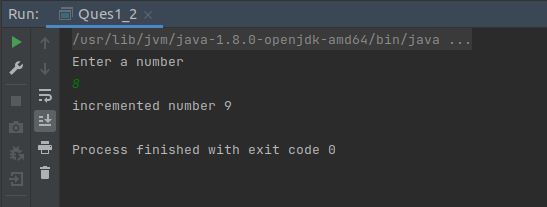 Run: Ques1_2
/usr/lib/jvm/java-1.8.0-openjdk-amd64/bin/java ...
Enter a number
8
incremented number 9
Process finished with exit code 0